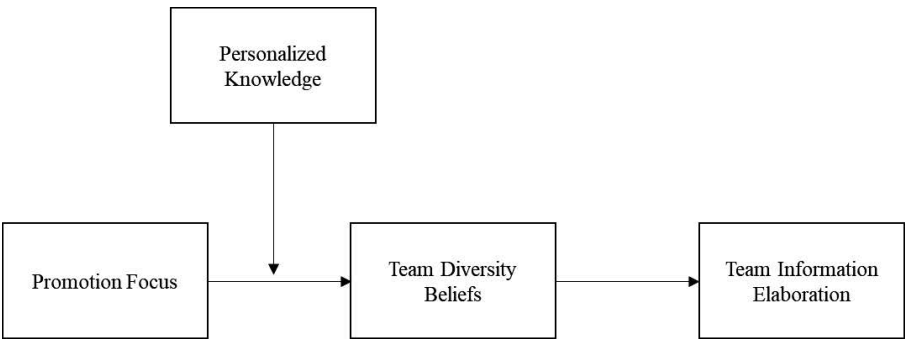 Personalized
Knowledge
Promotion Focus
Team Diversity
Beliefs
Team Information
Elaboration